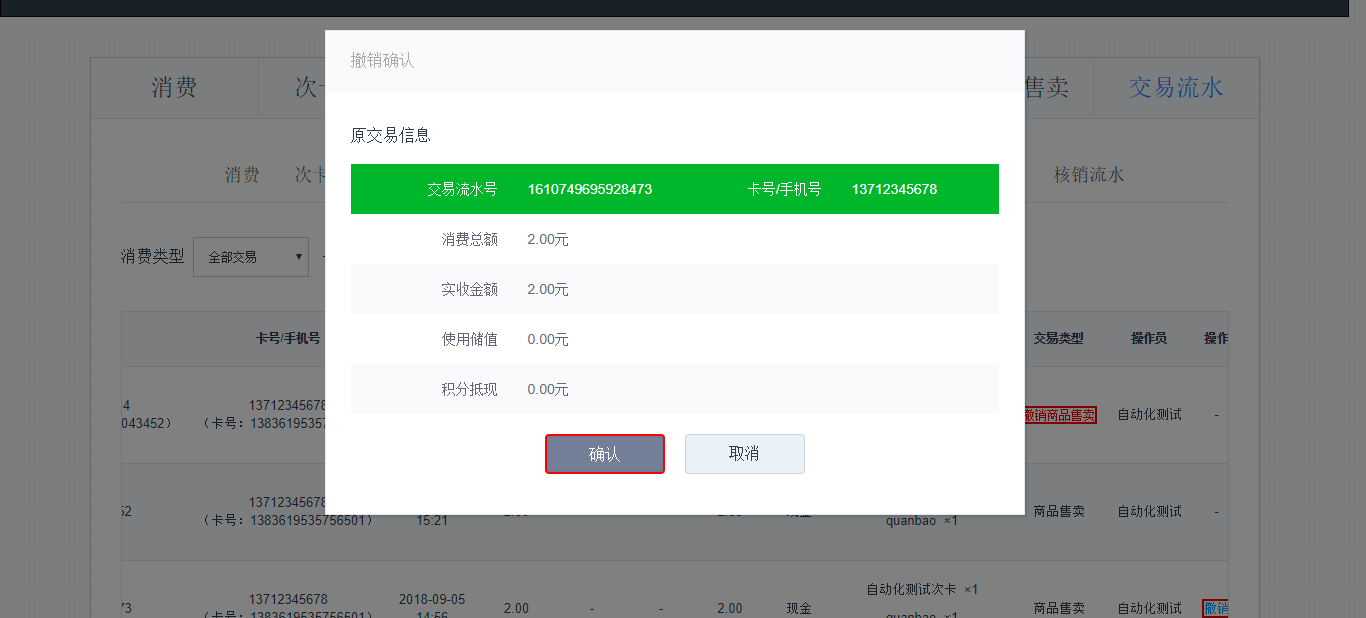 撤销确认
消费
次
售卖
交易流水
原交易信息
消费
次卡
核销流水
交易流水号 1610749695928473 卡号/手机号 13712345678
消费总额 2.00元
消费类型 全部交易
实收金额 2.00元
使用储值 0.00元
卡号/手机号
交易类型 操作员 操作
积分抵现 0.00元
4 13712345678
043452） （卡号：1383619535
撤销商品售卖 自动化测试 -
确认 取消
13712345678
52 商品售卖 自动化测试 -
（卡号：1383619535756501） 15:21 quanbao ×1
自动化测试次卡 ×1
13712345678 2018-09-05
73 2.00 - - 2.00 现金 商品售卖 自动化测试 撤销
（卡号：1383619535756501） 14:56 quanbao ×1